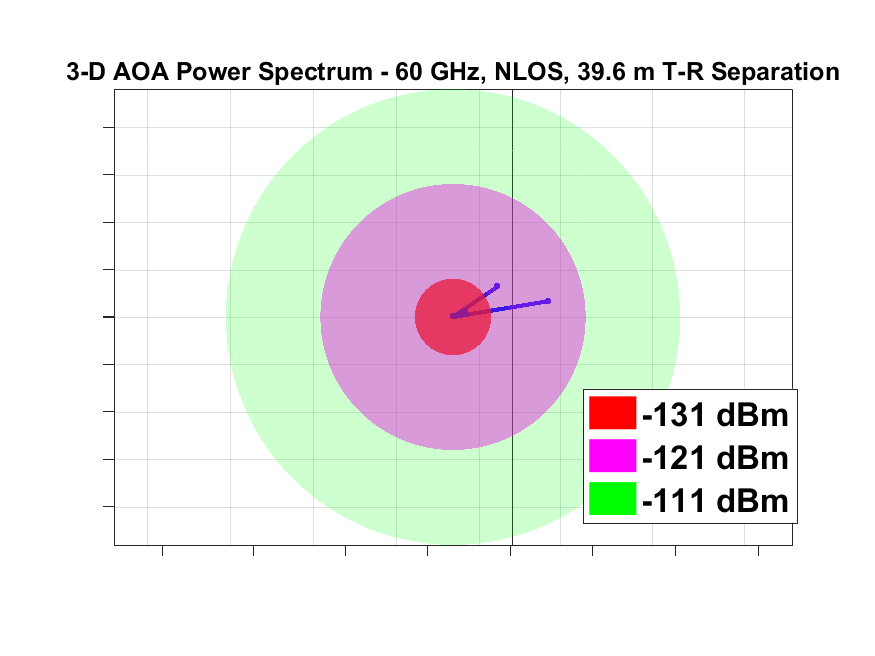 3-D AOA Power Spectrum - 60 GHz, NLOS, 39.6 m T-R Separation
-131 dBm
-121 dBm
-111 dBm